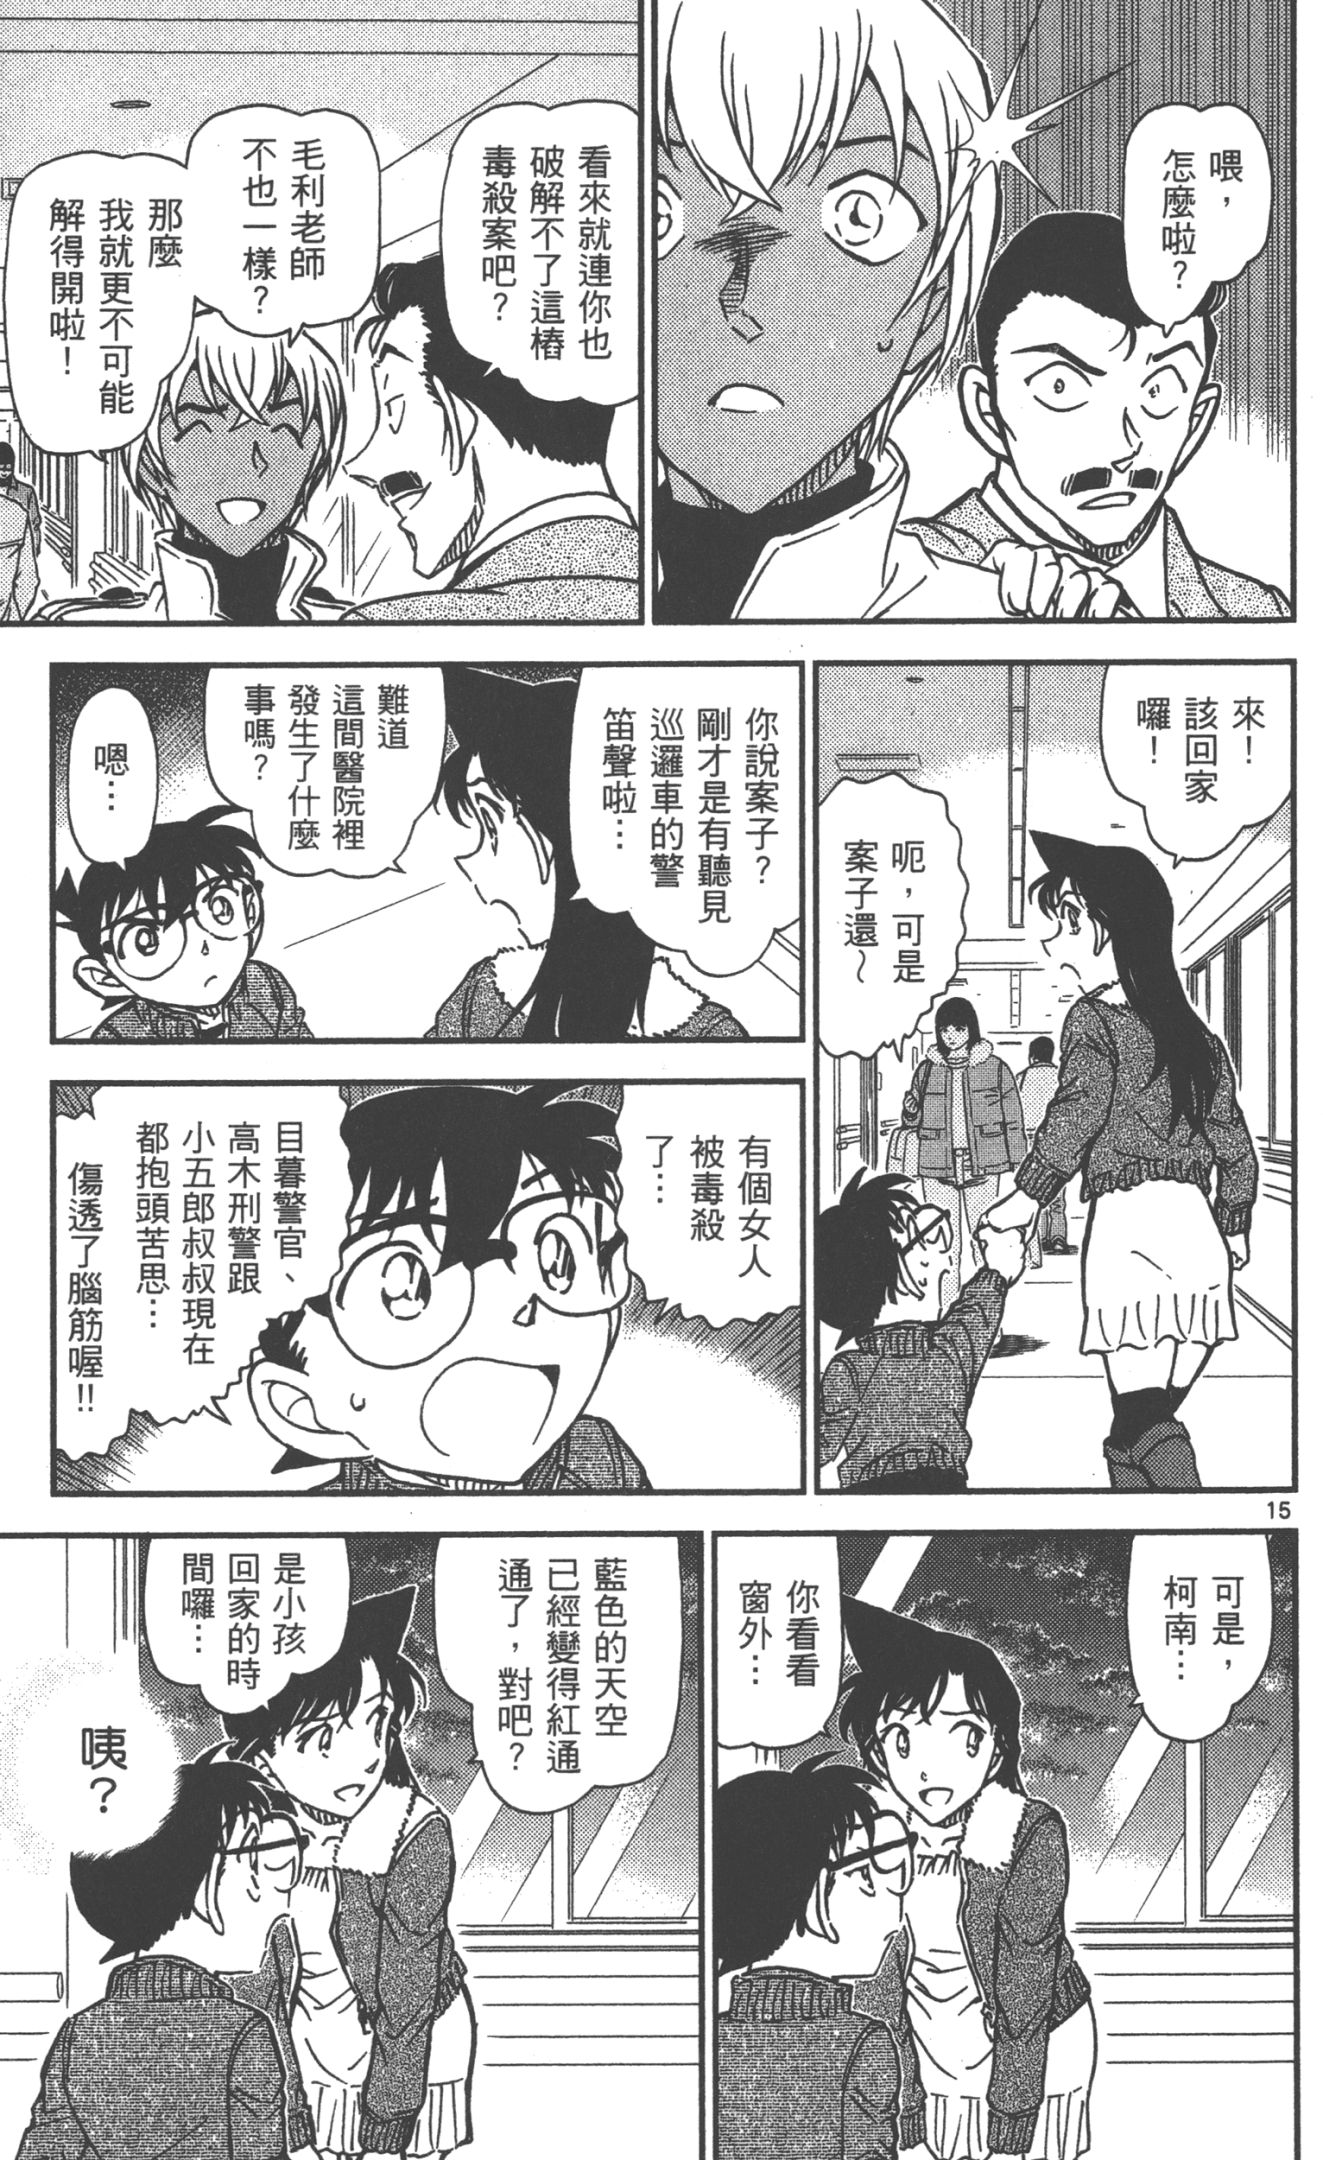 喂，
怎麼啦？
看來就連你也
破解不了這樁
毒殺案吧？
毛利老師
不也一樣？
那麼
我就更不可能
解得開啦！
來！
該回家
囉！
呃，可是
案子還～
你說案子？
剛才是有聽見
巡邏車的警
笛聲啦…
難道
這間醫院裡
發生了什麼
事嗎？
嗯…
有個女人
被毒殺
了…
目暮警官、
高木刑警跟
小五郎叔叔現在
都抱頭苦思…
傷透了腦筋喔!!
15
可是，
柯南…
你看看
窗外…
藍色的天空
已經變得紅通
通了，對吧？
是小孩
回家的時
間囉…
咦？